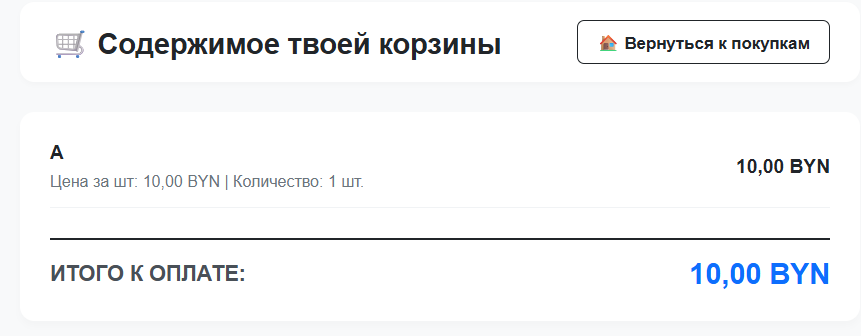 Содержимое твоей корзины
Вернуться к покупкам
А
10,00 BYN
Цена за шт: 10,00 BYN | Количество: 1 шт.
ИТОГО К ОПЛАТЕ:
10,00 BYN